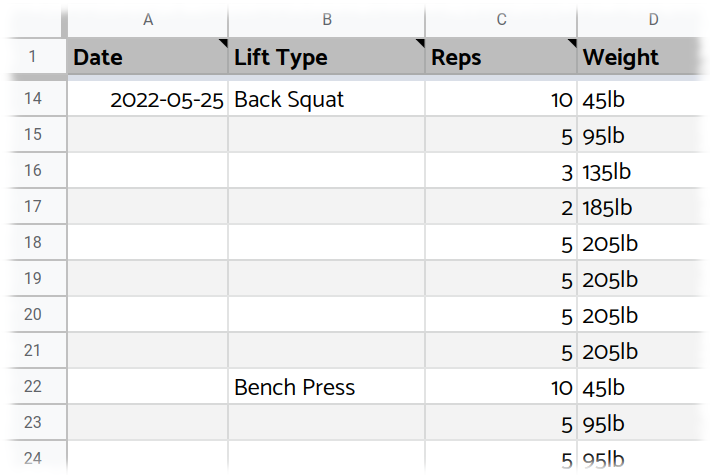 A B C D
1 Date Lift Type Reps Weight
14 2022-05-25 Back Squat 10 45lb
15 5 95lb
16 3 135lb
17 2 185lb
18 5 205lb
19 5 205lb
20 5 205lb
21 5 205lb
22 Bench Press 10 45lb
23 5 95lb
24 5 95lb